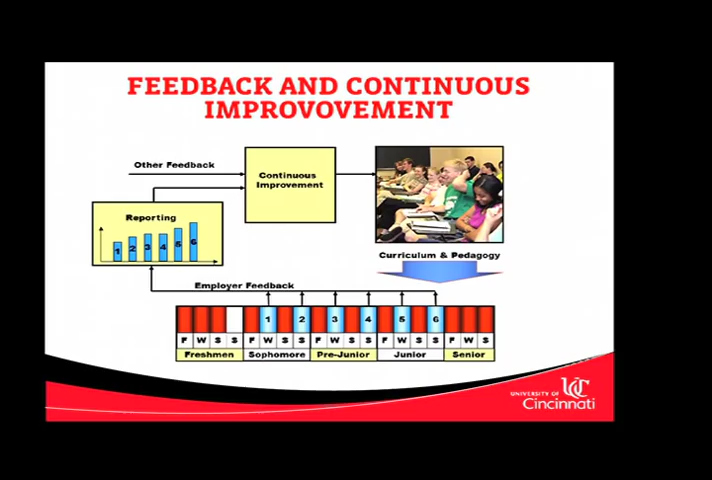 FEEDBACK AND CONTINUOUS
IMPROVOVEMENT
Other Feedback
Continuous
Improvement
Reporting
1 2 3 4 5 6
Curriculum & Pedagogy
Employer Feedback
1 2 3 4 5 6
F W S S F W S S F W S S F W S S F W S
Freshmen Sophomore Pre-Junior Junior Senior
UNIVERSITY OF UC
Cincinnati